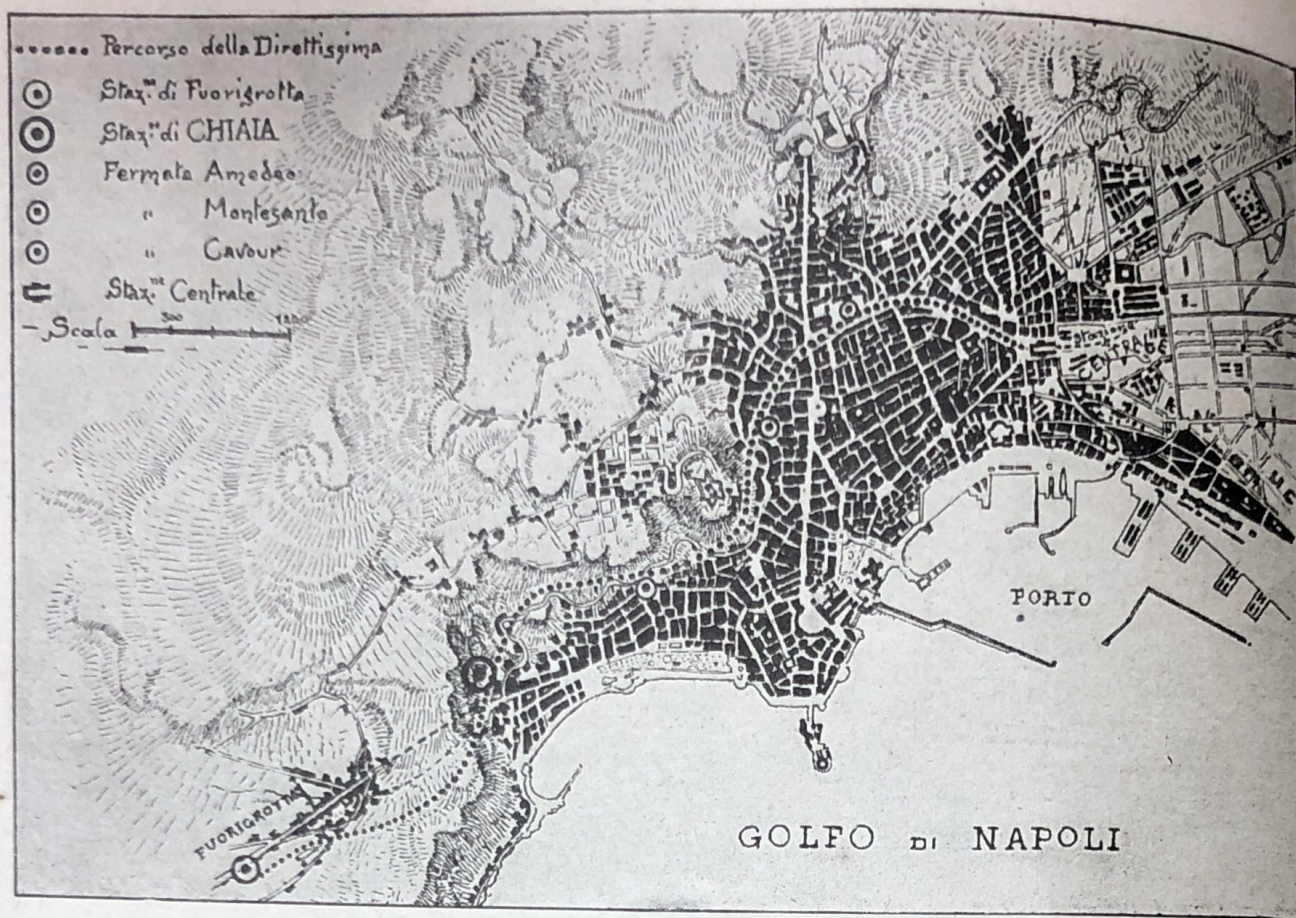 Percorso della Direttissima
Staz.ne di Fuorigrotta
Staz.ne di CHIAIA
Fermata Amedeo
" Montesanto
" Cavour
Staz.ne Centrale
Scala
500
CENTRALE
PORTO
FUORIGROTTA
GOLFO DI NAPOLI